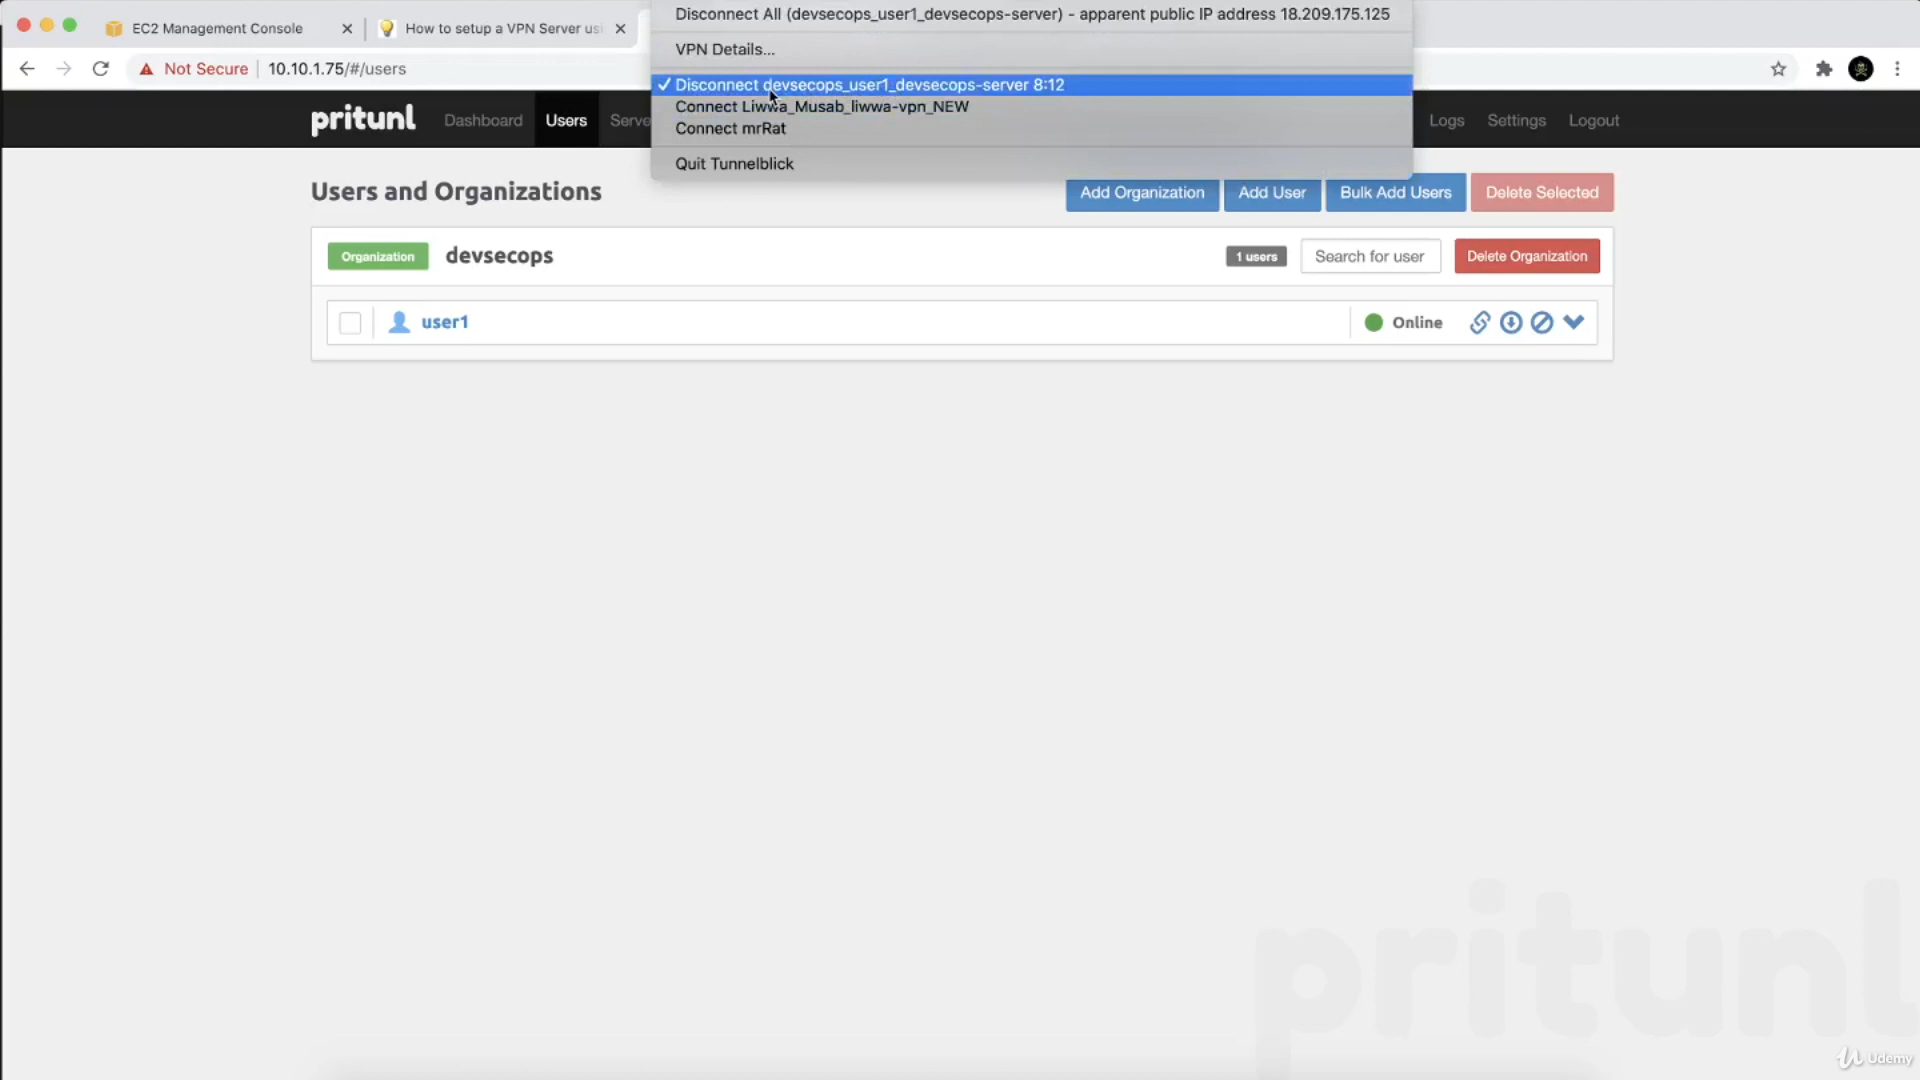 Disconnect All (devsecops_user1_devsecops-server) - apparent public IP address 18.209.175.125
EC2 Management Console
How to setup a VPN Server usi
VPN Details...
Not Secure
10.10.1.75/#/users
Disconnect devsecops_user1_devsecops-server 8:12
Connect Liwwa_Musab_liwwa-vpn_NEW
Connect mrRat
Quit Tunnelblick
pritunl
Dashboard
Users
Serve
Logs
Settings
Logout
Users and Organizations
Add Organization
Add User
Bulk Add Users
Delete Selected
Organization
devsecops
1 users
Search for user
Delete Organization
user1
Online
pritunl
Udemy